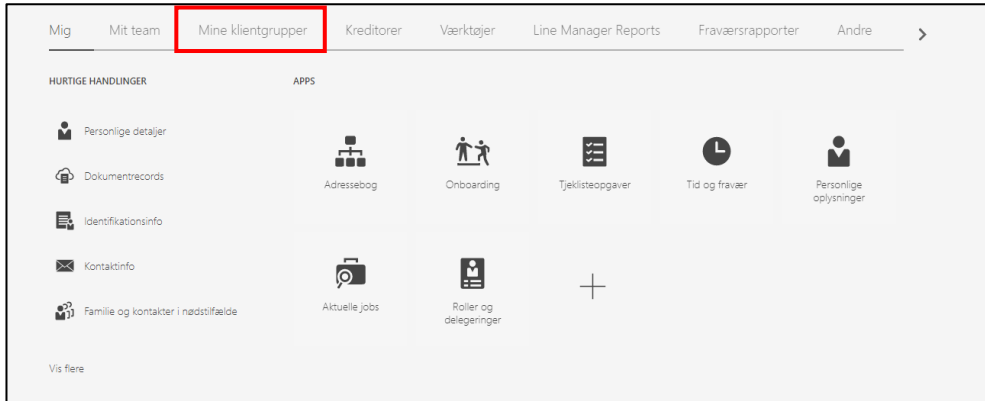 Mig Mit team Mine klientgrupper Kreditorer Værktøjer Line Manager Reports Fraværsrapporter Andre
HURTIGE HANDLINGER
Personlige detaljer
Dokumentrecords
Identifikationsinfo
Kontaktinfo
Familie og kontakter i nødstilfælde
Vis flere
APPS
Adressebog
Onboarding
Tjeklisteopgaver
Tid og fravær
Personlige
oplysninger
Aktuelle jobs
Roller og
delegeringer